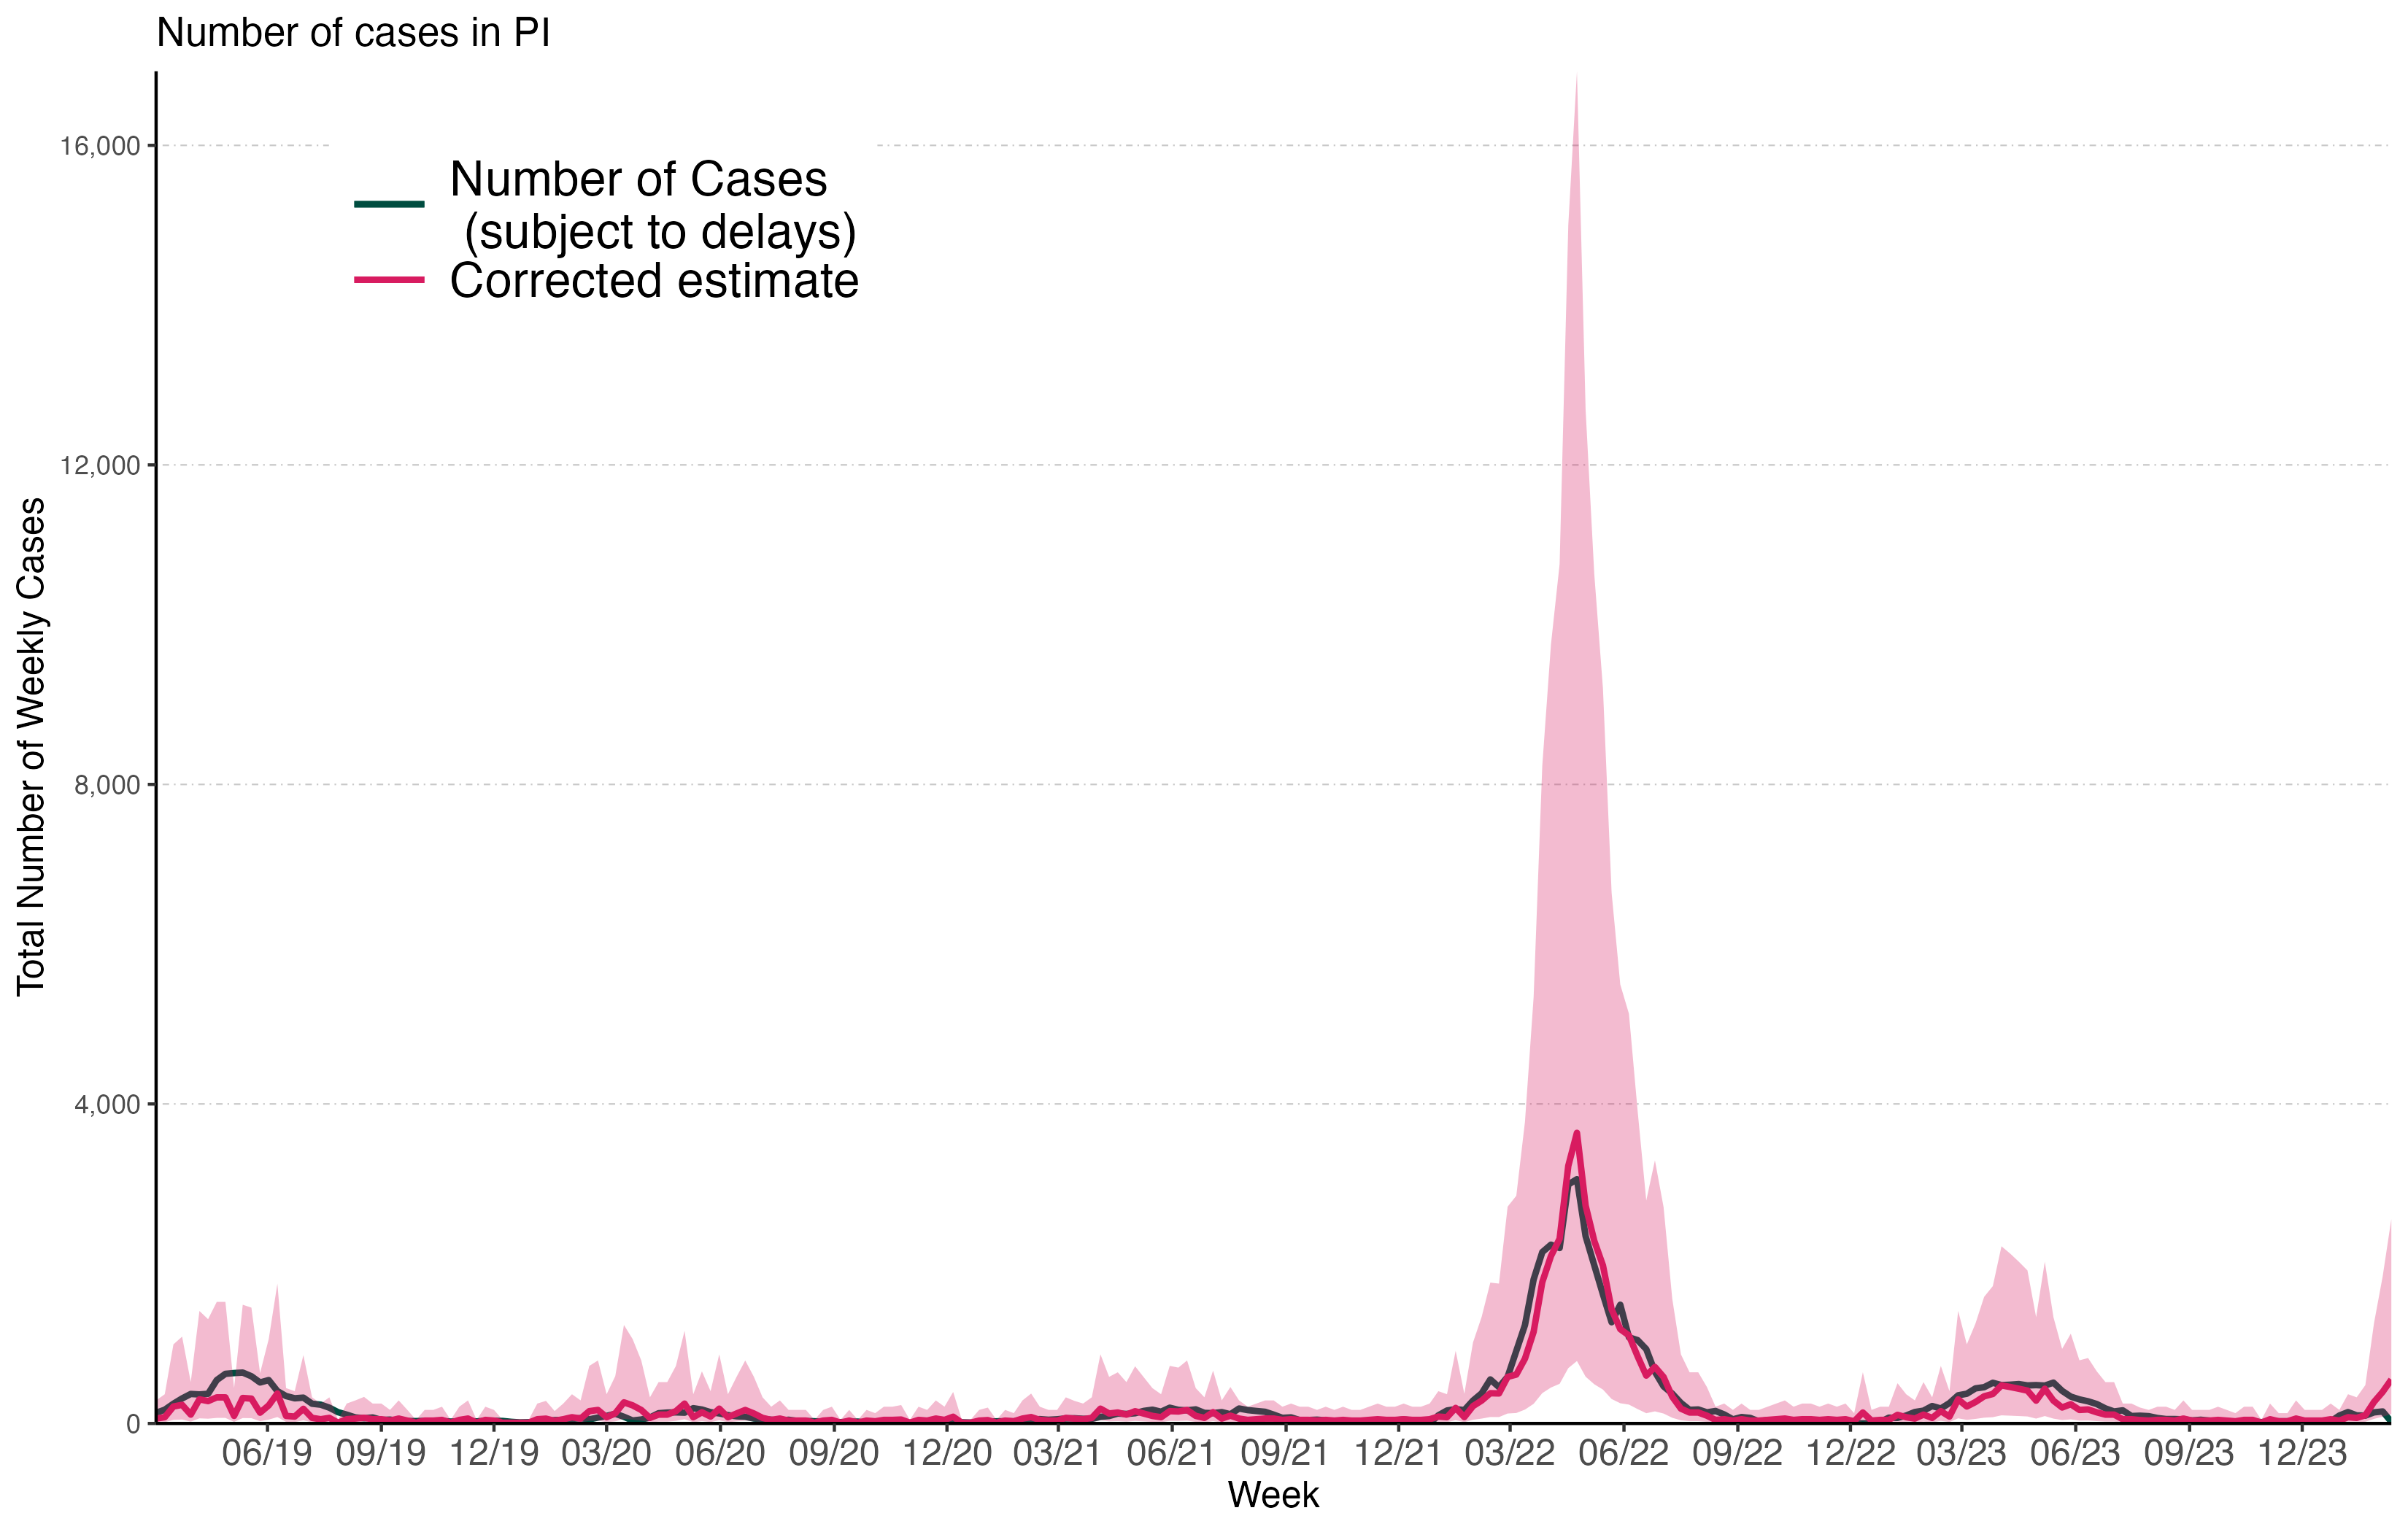 Number of cases in PI
16,000
12,000
8,000
4,000
0
Total Number of Weekly Cases
Number of Cases
(subject to delays)
Corrected estimate
06/19 09/19 12/19 03/20 06/20 09/20 12/20 03/21 06/21 09/21 12/21 03/22 06/22 09/22 12/22 03/23 06/23 09/23 12/23
Week